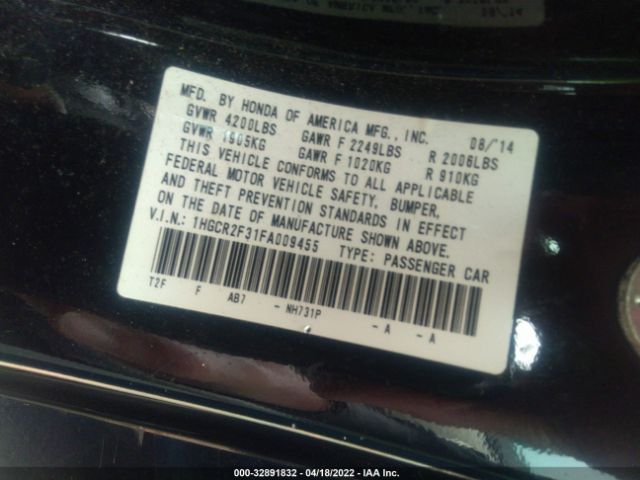 MFD. BY HONDA OF AMERICA MFG., INC. 08/'14
GVWR 4200LBS GAWR F 2249LBS R 2006LBS
GVWR 1905KG GAWR F 1020KG R 910KG
THIS VEHICLE CONFORMS TO ALL APPLICABLE
FEDERAL MOTOR VEHICLE SAFETY, BUMPER,
AND THEFT PREVENTION STANDARDS IN EFFECT
ON THE DATE OF MANUFACTURE SHOWN ABOVE.
V.I.N.: 1HGCR2F31FA009455 TYPE: PASSENGER CAR
T2F F AB7 - NH731P - A - A
000-32891832 - 04/18/2022 - IAA Inc.